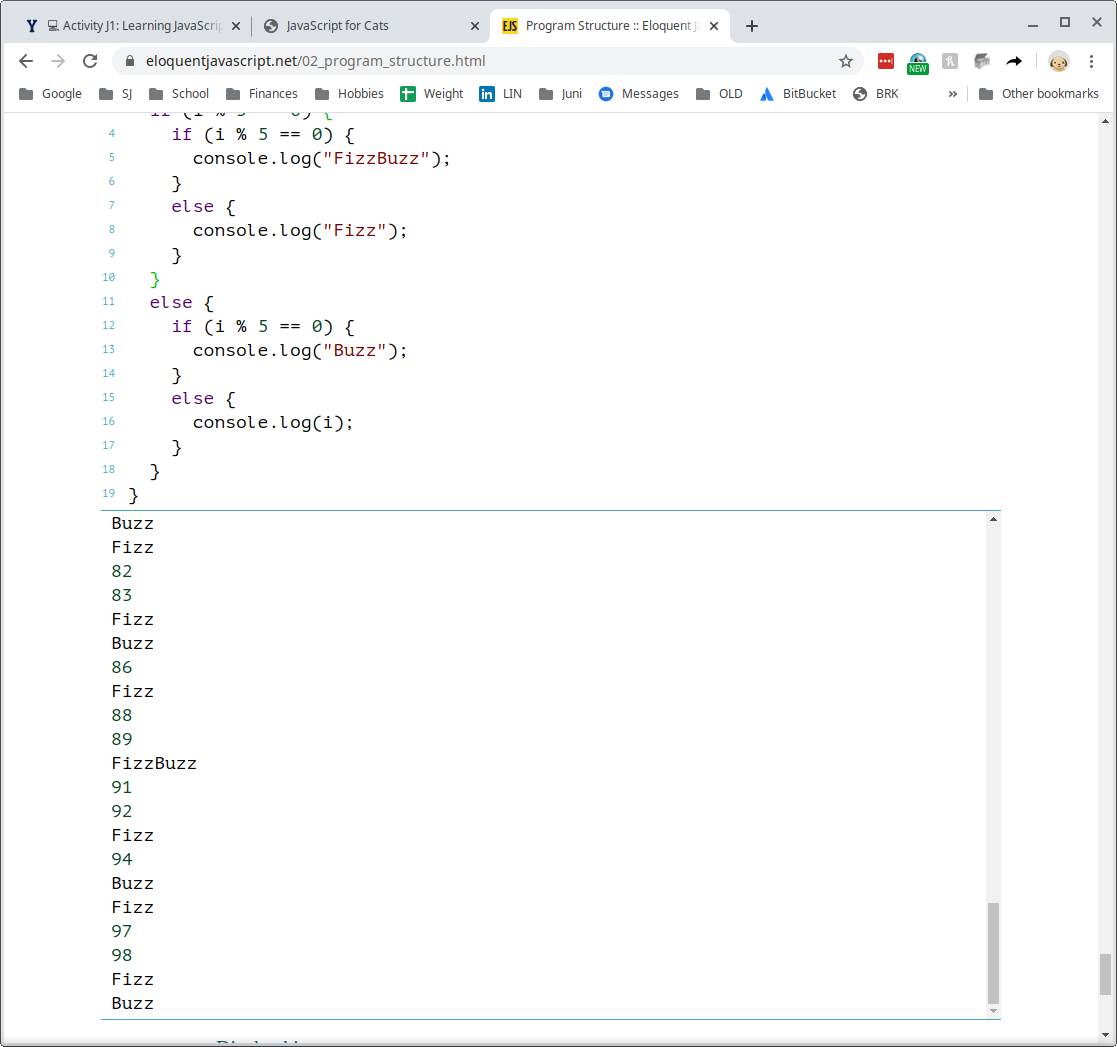 Y Activity J1: Learning JavaScrip
JavaScript for Cats
EJS Program Structure :: Eloquent J
eloquentjavascript.net/02_program_structure.html
NEW
Google SJ School Finances Hobbies Weight in LIN Juni Messages OLD BitBucket BRK » Other bookmarks
4 if (i % 5 == 0) {
5 console.log("FizzBuzz");
6 }
7 else {
8 console.log("Fizz");
9 }
10 }
11 else {
12 if (i % 5 == 0) {
13 console.log("Buzz");
14 }
15 else {
16 console.log(i);
17 }
18 }
19 }
Buzz
Fizz
82
83
Fizz
Buzz
86
Fizz
88
89
FizzBuzz
91
92
Fizz
94
Buzz
Fizz
97
98
Fizz
Buzz